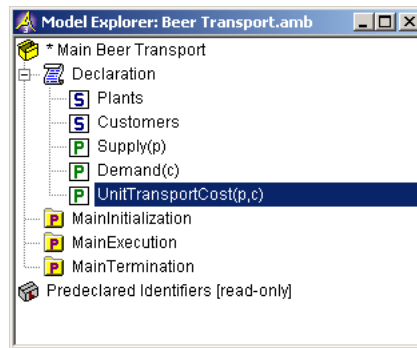 Model Explorer: Beer Transport.amb
* Main Beer Transport
Declaration
S Plants
S Customers
P Supply(p)
P Demand(c)
P UnitTransportCost(p,c)
P MainInitialization
P MainExecution
P MainTermination
Predeclared Identifiers [read-only]